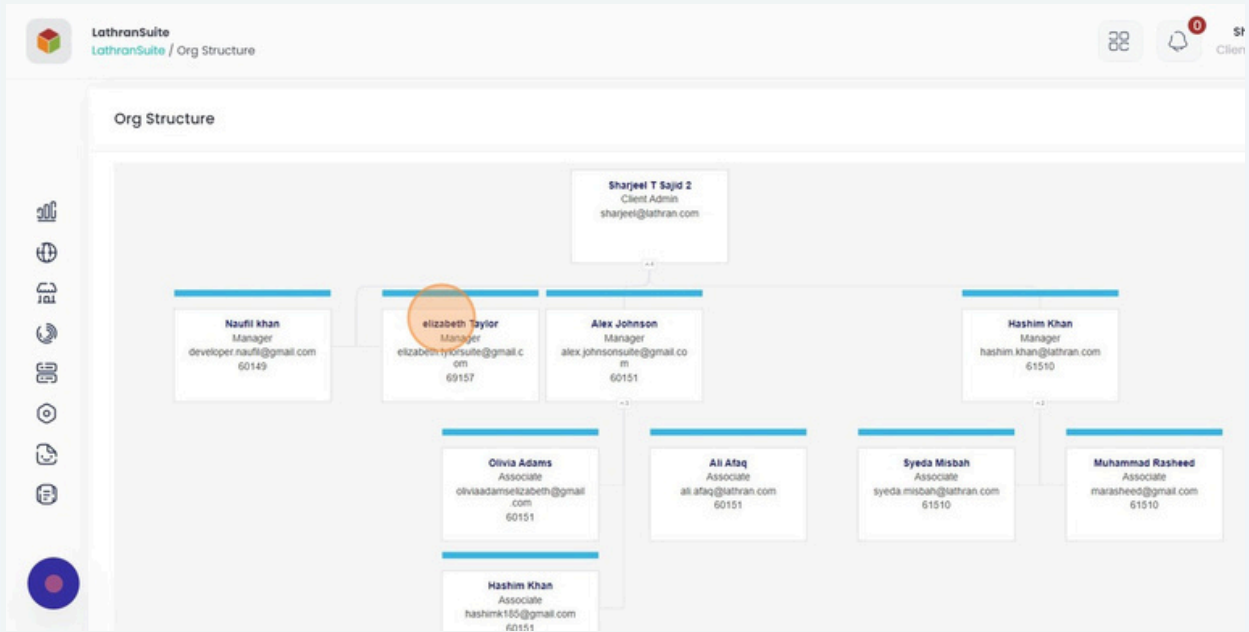 LathranSuite
LathranSuite / Org Structure
0
Sh
Clien
Org Structure
Sharjeel T Sajid 2
Client Admin
sharjeel@lathran.com
Naufil khan
Manager
developer.naufil@gmail.com
60149
elizabeth Taylor
Manager
elizabeth.tylorsuite@gmail.c
om
69157
Alex Johnson
Manager
alex.johnsonsuite@gmail.co
m
60151
Hashim Khan
Manager
hashim.khan@lathran.com
61510
Olivia Adams
Associate
oliviaadamselizabeth@gmail
.com
60151
Ali Afaq
Associate
ali.afaq@lathran.com
60151
Syeda Misbah
Associate
syeda.misbah@lathran.com
61510
Muhammad Rasheed
Associate
marasheed@gmail.com
61510
Hashim Khan
Associate
hashimk185@gmail.com
60151